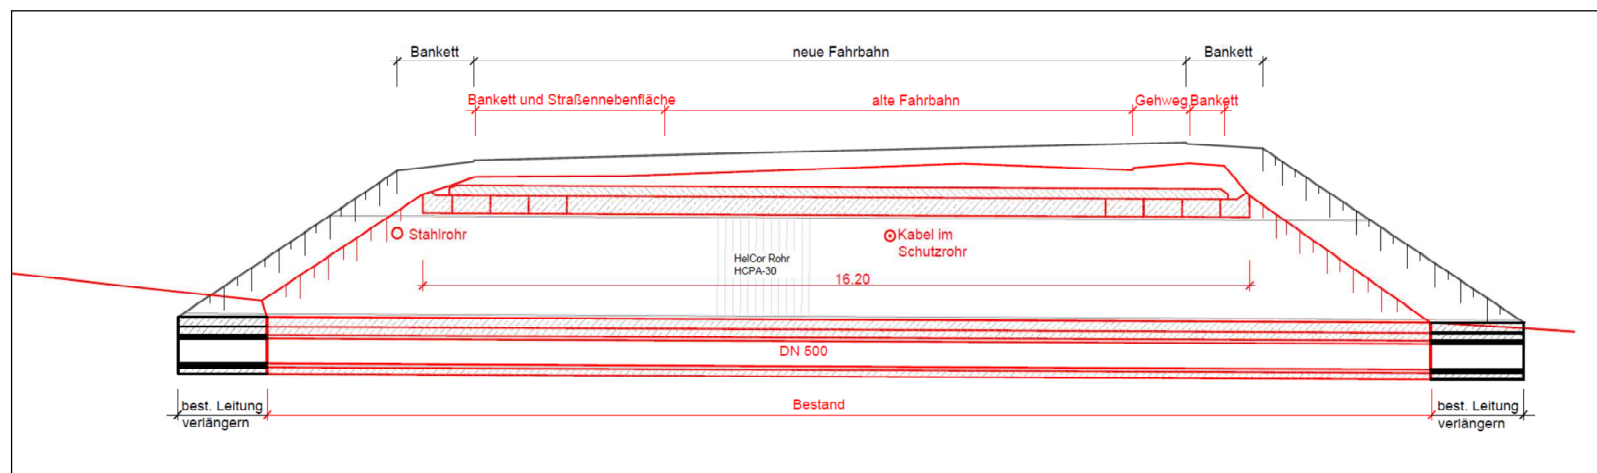 Bankett
neue Fahrbahn
Bankett
Bankett und Straßennebenfläche
alte Fahrbahn
Gehweg
Bankett
Stahlrohr
Kabel im
Schutzrohr
HelCor Rohr
HCPA-30
16.20
DN 500
best. Leitung
verlängern
Bestand
best. Leitung
verlängern